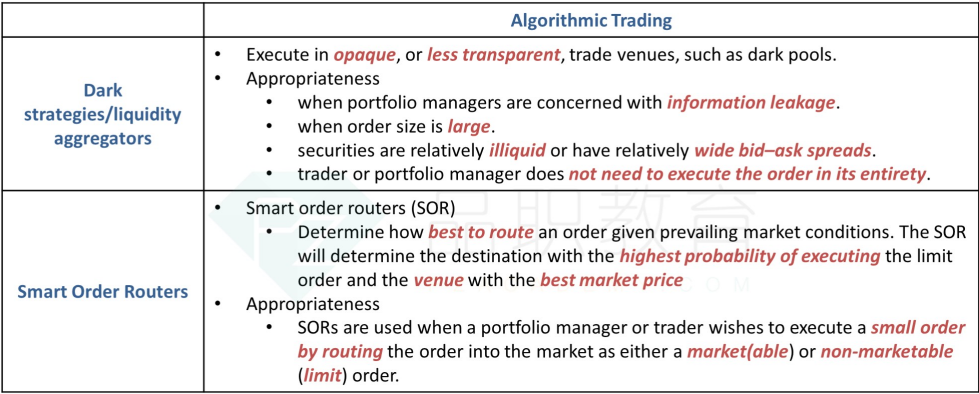 Algorithmic Trading
Dark
strategies/liquidity
aggregators
• Execute in opaque, or less transparent, trade venues, such as dark pools.
• Appropriateness
• when portfolio managers are concerned with information leakage.
• when order size is large.
• securities are relatively illiquid or have relatively wide bid–ask spreads.
• trader or portfolio manager does not need to execute the order in its entirety.
Smart Order Routers
• Smart order routers (SOR)
• Determine how best to route an order given prevailing market conditions. The SOR
will determine the destination with the highest probability of executing the limit
order and the venue with the best market price
• Appropriateness
• SORs are used when a portfolio manager or trader wishes to execute a small order
by routing the order into the market as either a market(able) or non-marketable
(limit) order.
品职教育